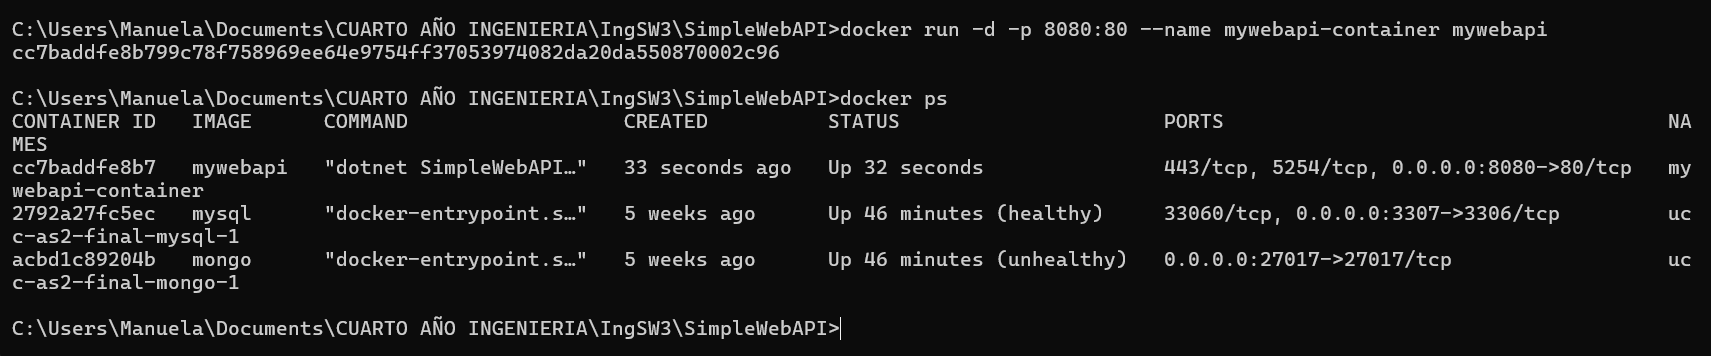 C:\Users\Manuela\Documents\CUARTO AÑO INGENIERIA\IngSW3\SimpleWebAPI>docker run -d -p 8080:80 --name mywebapi-container mywebapi
cc7baddfe8b799c78f758969ee64e9754ff37053974082da20da550870002c96
C:\Users\Manuela\Documents\CUARTO AÑO INGENIERIA\IngSW3\SimpleWebAPI>docker ps
CONTAINER ID   IMAGE      COMMAND                  CREATED          STATUS                      PORTS                                     NA
MES
cc7baddfe8b7   mywebapi   "dotnet SimpleWebAPI…"   33 seconds ago   Up 32 seconds               443/tcp, 5254/tcp, 0.0.0.0:8080->80/tcp   my
webapi-container
2792a27fc5ec   mysql      "docker-entrypoint.s…"   5 weeks ago      Up 46 minutes (healthy)     33060/tcp, 0.0.0.0:3307->3306/tcp         uc
c-as2-final-mysql-1
acbd1c89204b   mongo      "docker-entrypoint.s…"   5 weeks ago      Up 46 minutes (unhealthy)   0.0.0.0:27017->27017/tcp                  uc
c-as2-final-mongo-1
C:\Users\Manuela\Documents\CUARTO AÑO INGENIERIA\IngSW3\SimpleWebAPI>